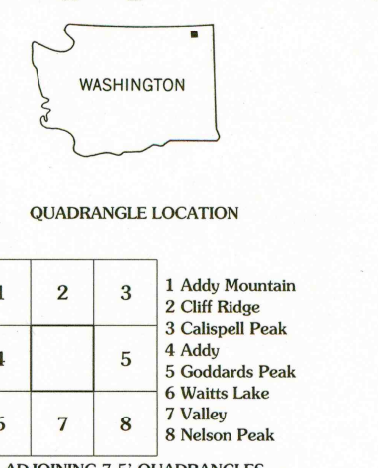 WASHINGTON
QUADRANGLE LOCATION
1 2 3
4 5
6 7 8
1 Addy Mountain
2 Cliff Ridge
3 Calispell Peak
4 Addy
5 Goddards Peak
6 Waitts Lake
7 Valley
8 Nelson Peak
ADJOINING 7.5' QUADRANGLES